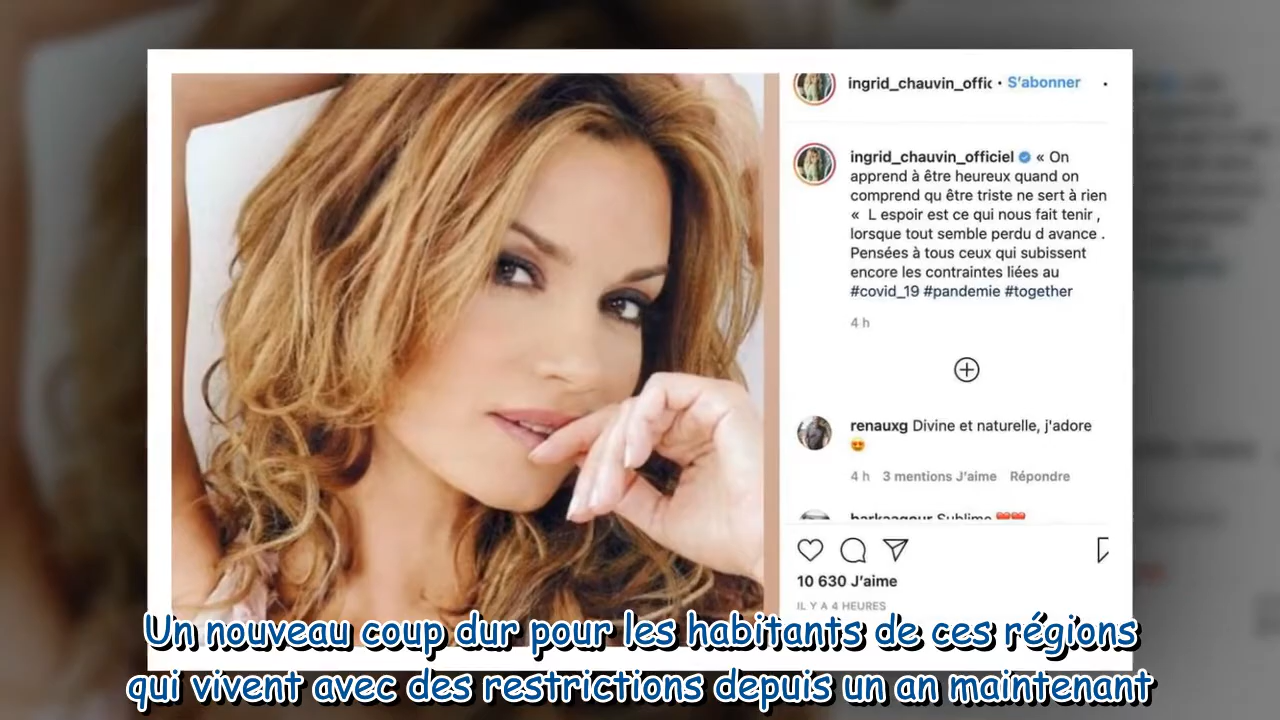 ingrid_chauvin_offic • S'abonner
ingrid_chauvin_officiel « On
apprend à être heureux quand on
comprend qu être triste ne sert à rien
« L espoir est ce qui nous fait tenir ,
lorsque tout semble perdu d avance .
Pensées à tous ceux qui subissent
encore les contraintes liées au
#covid_19 #pandemie #together
4 h
renauxg Divine et naturelle, j'adore
😍
4 h 3 mentions J'aime Répondre
barkaagour Sublime ❤️❤️
10 630 J'aime
IL Y A 4 HEURES
Un nouveau coup dur pour les habitants de ces régions
qui vivent avec des restrictions depuis un an maintenant